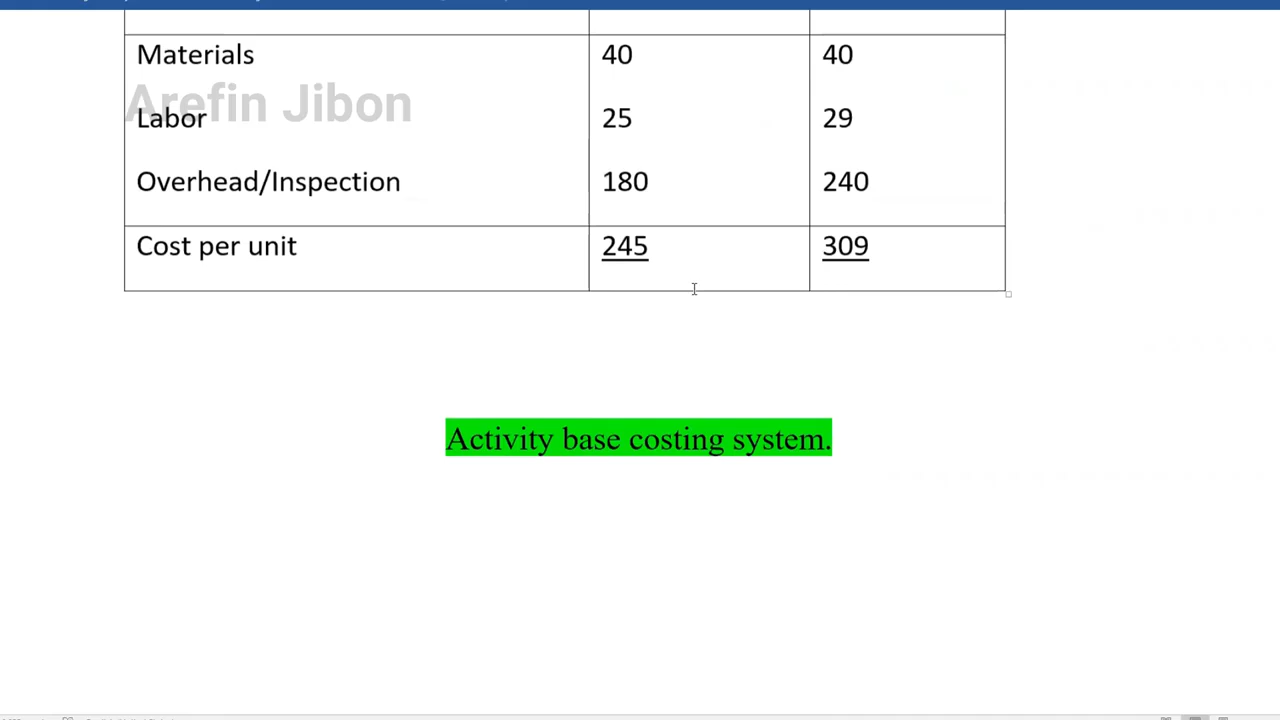 Materials 40 40
Arefin Jibon
Labor 25 29
Overhead/Inspection 180 240
Cost per unit 245 309
Activity base costing system.